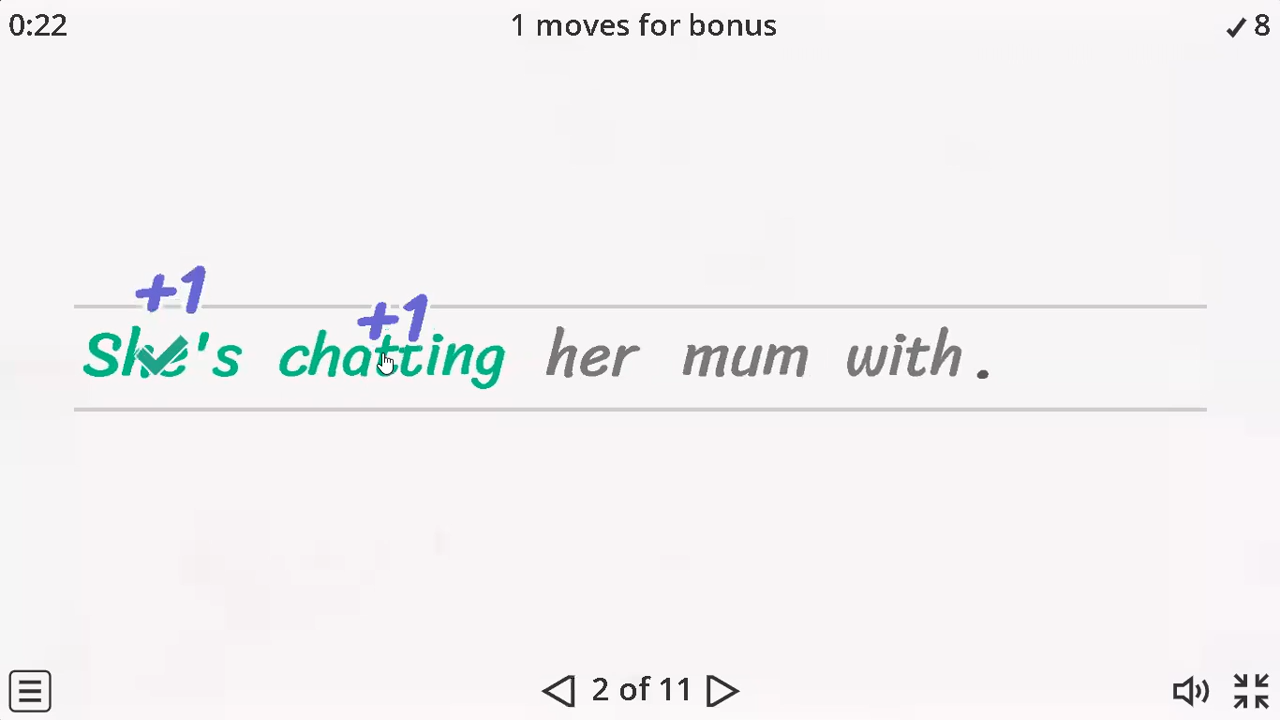 0:22 1 moves for bonus ✓ 8
+1 +1
She's chatting her mum with.
2 of 11